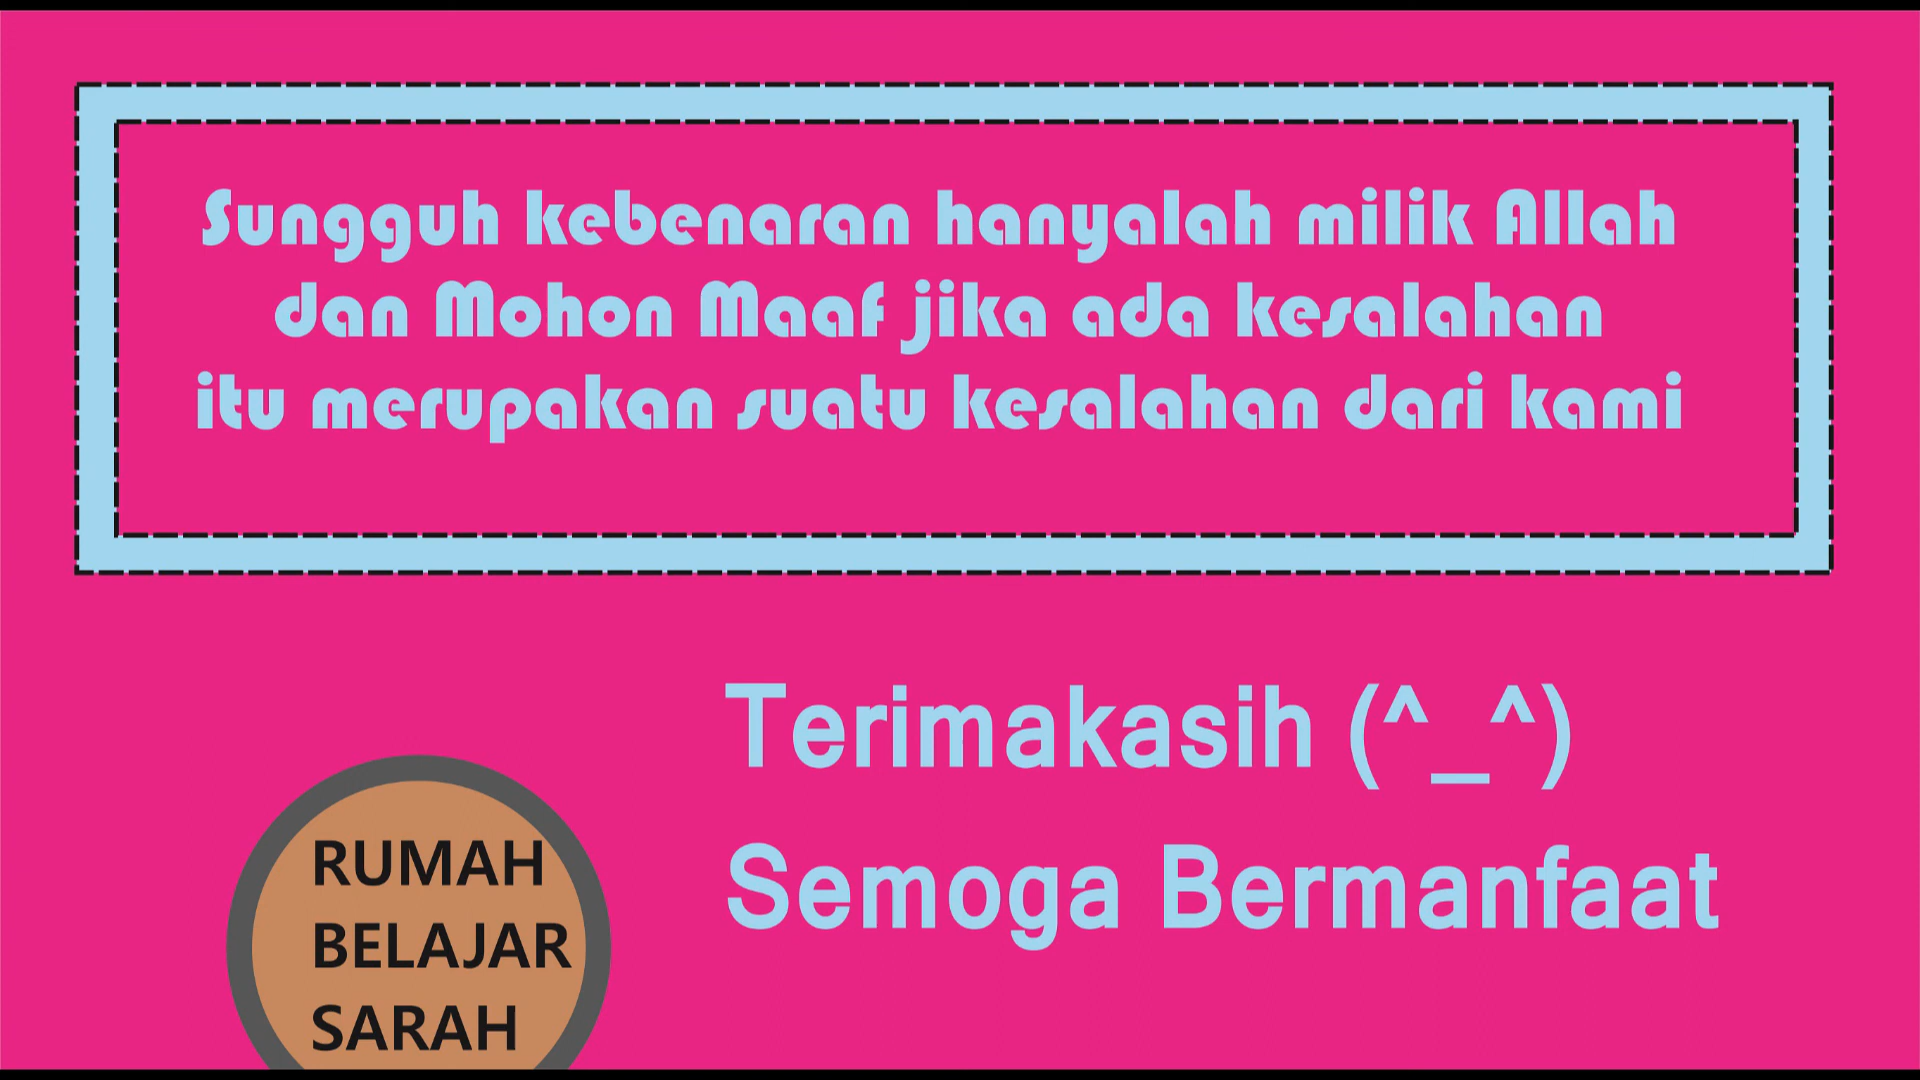 Sungguh kebenaran hanyalah milik Allah
dan Mohon Maaf jika ada kesalahan
itu merupakan suatu kesalahan dari kami
Terimakasih (^_^)
Semoga Bermanfaat
RUMAH
BELAJAR
SARAH